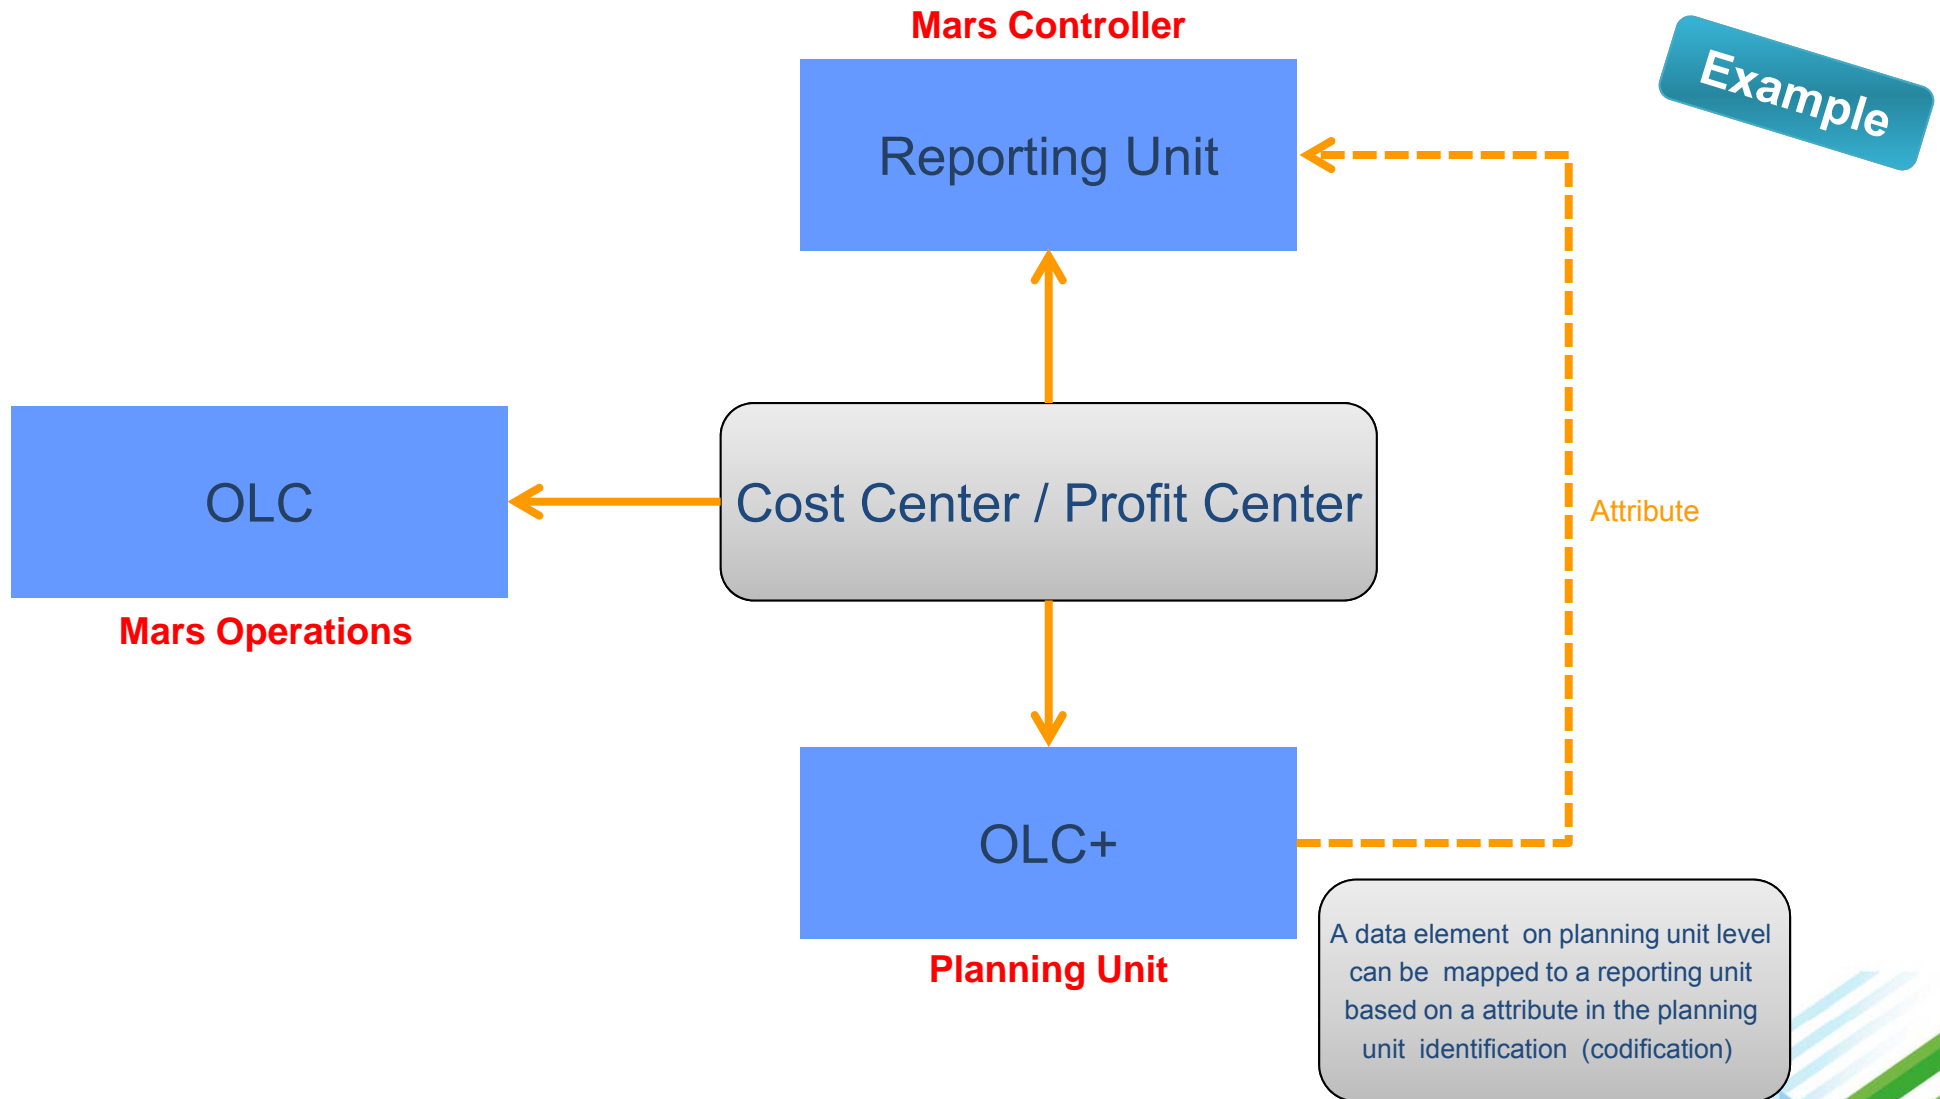 Mars Controller
Example
Reporting Unit
OLC
Cost Center / Profit Center
Attribute
Mars Operations
OLC+
Planning Unit
A data element on planning unit level
can be mapped to a reporting unit
based on a attribute in the planning
unit identification (codification)